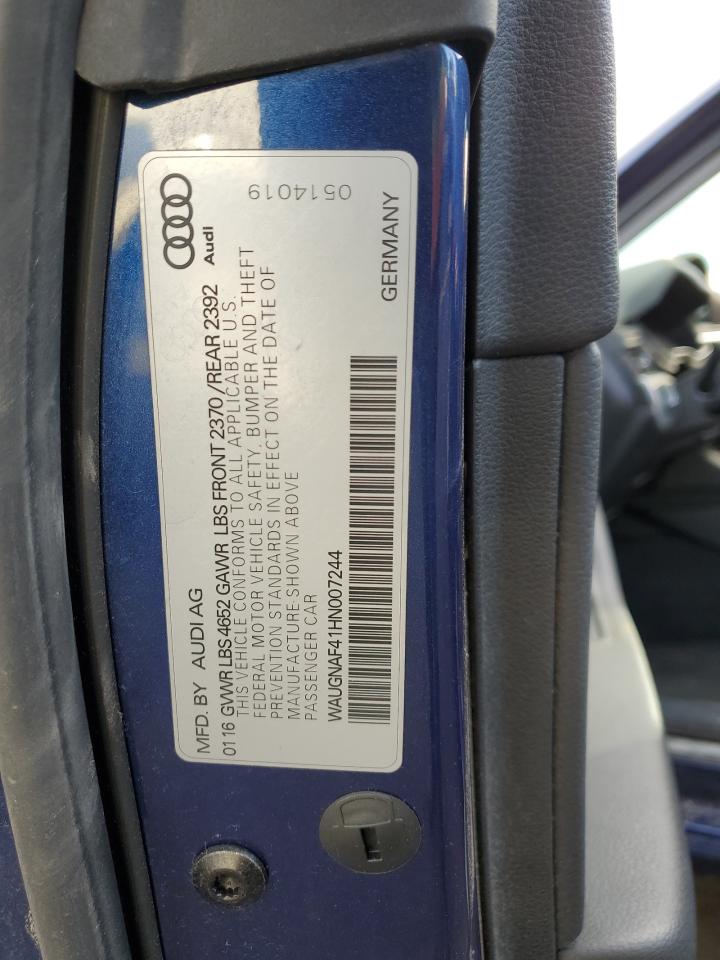 MFD. BY AUDI AG
0116 GVWR LBS 4652 GAWR LBS FRONT 2370 / REAR 2392
Audi
THIS VEHICLE CONFORMS TO ALL APPLICABLE U.S.
FEDERAL MOTOR VEHICLE SAFETY, BUMPER AND THEFT
PREVENTION STANDARDS IN EFFECT ON THE DATE OF
MANUFACTURE SHOWN ABOVE
PASSENGER CAR
WAUGNAF41HN007244
0514019
GERMANY